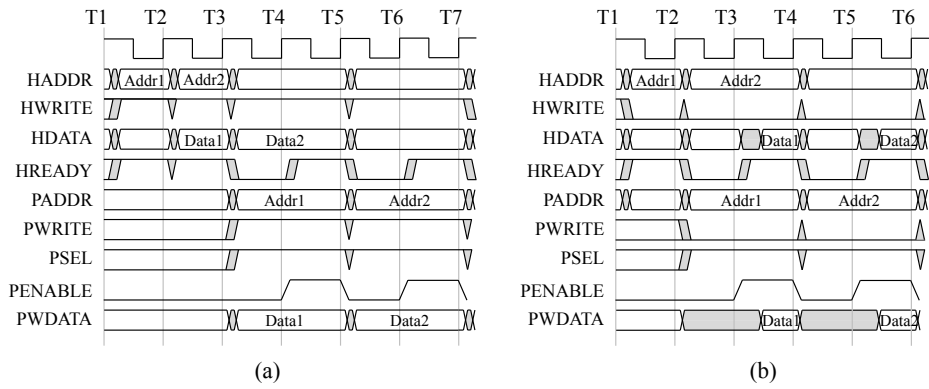 T1 T2 T3 T4 T5 T6 T7
HADDR Addr1 Addr2
HWRITE
HDATA Data1 Data2
HREADY
PADDR Addr1 Addr2
PWRITE
PSEL
PENABLE
PWDATA Data1 Data2
(a)
T1 T2 T3 T4 T5 T6
HADDR Addr1 Addr2
HWRITE
HDATA Data1 Data2
HREADY
PADDR Addr1 Addr2
PWRITE
PSEL
PENABLE
PWDATA Data1 Data2
(b)